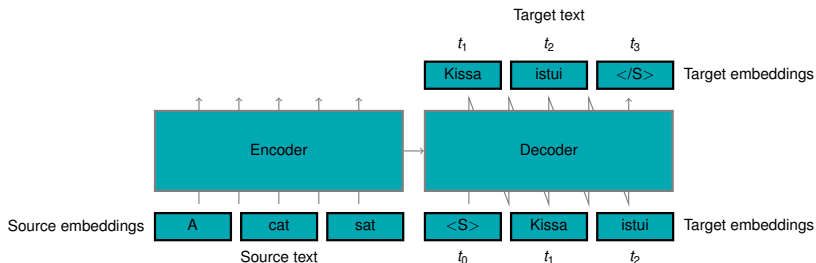 Target text
t1 t2 t3
Kissa istui </S> Target embeddings
Encoder Decoder
Source embeddings A cat sat <S> Kissa istui Target embeddings
Source text t0 t1 t2